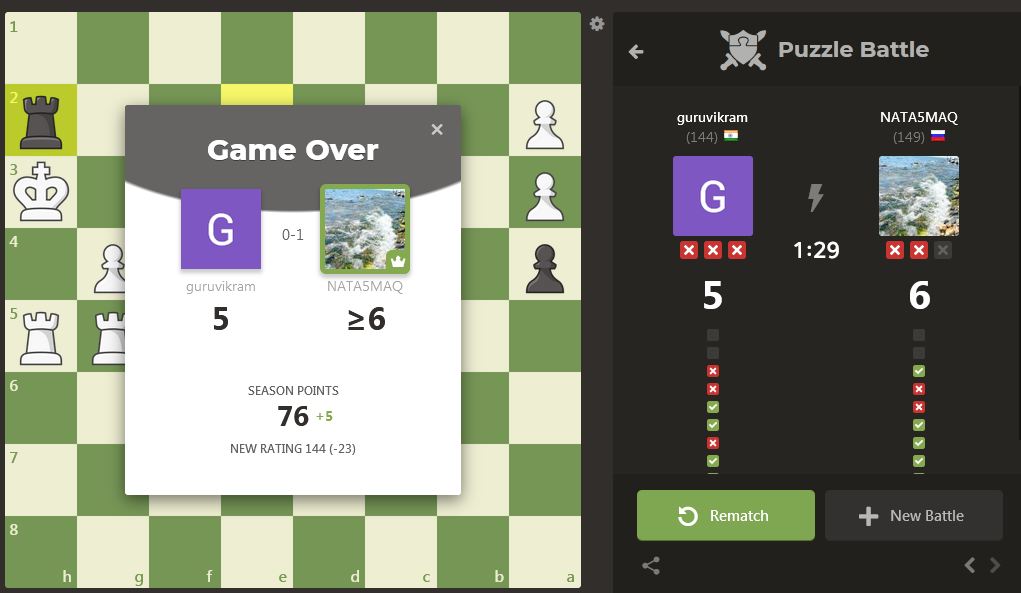 1
2
3
4
5
6
7
8
h
g
f
e
d
c
b
a
Game Over
×
G
0-1
guruvikram
NATA5MAQ
5
≥6
SEASON POINTS
76 +5
NEW RATING 144 (-23)
Puzzle Battle
guruvikram
NATA5MAQ
(144)
(149)
G
1:29
5
6
Rematch
New Battle